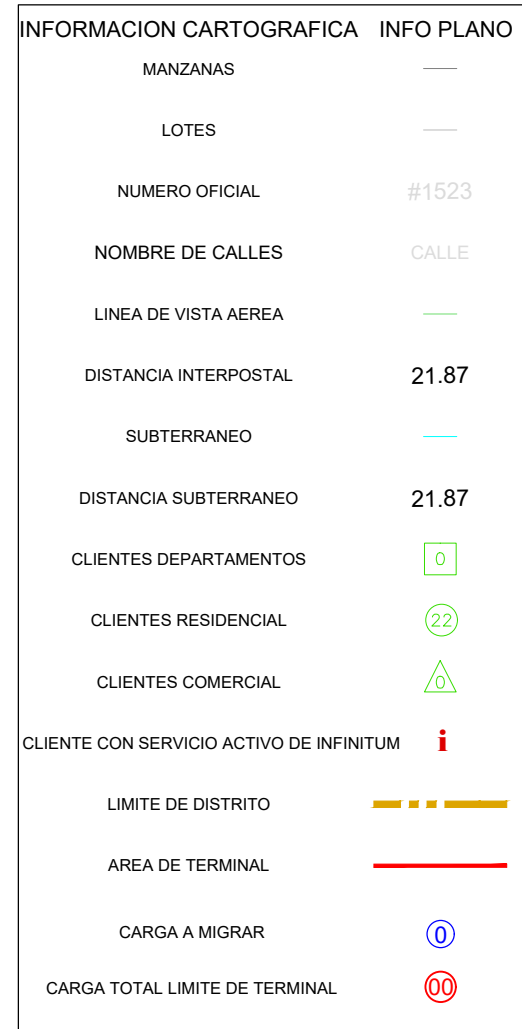 INFORMACION CARTOGRAFICA INFO PLANO
MANZANAS
LOTES
NUMERO OFICIAL #1523
NOMBRE DE CALLES CALLE
LINEA DE VISTA AEREA
DISTANCIA INTERPOSTAL 21.87
SUBTERRANEO
DISTANCIA SUBTERRANEO 21.87
CLIENTES DEPARTAMENTOS 0
CLIENTES RESIDENCIAL 22
CLIENTES COMERCIAL 0
CLIENTE CON SERVICIO ACTIVO DE INFINITUM i
LIMITE DE DISTRITO
AREA DE TERMINAL
CARGA A MIGRAR 0
CARGA TOTAL LIMITE DE TERMINAL 00